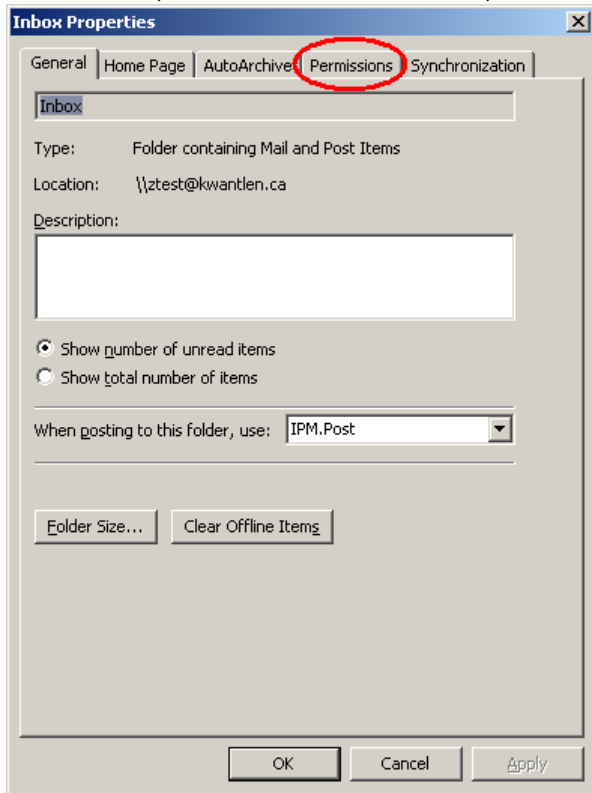 Inbox Properties
General Home Page AutoArchive Permissions Synchronization
Inbox
Type: Folder containing Mail and Post Items
Location: \\ztest@kwantlen.ca
Description:
Show number of unread items
Show total number of items
When posting to this folder, use: IPM.Post
Folder Size... Clear Offline Items
OK Cancel Apply